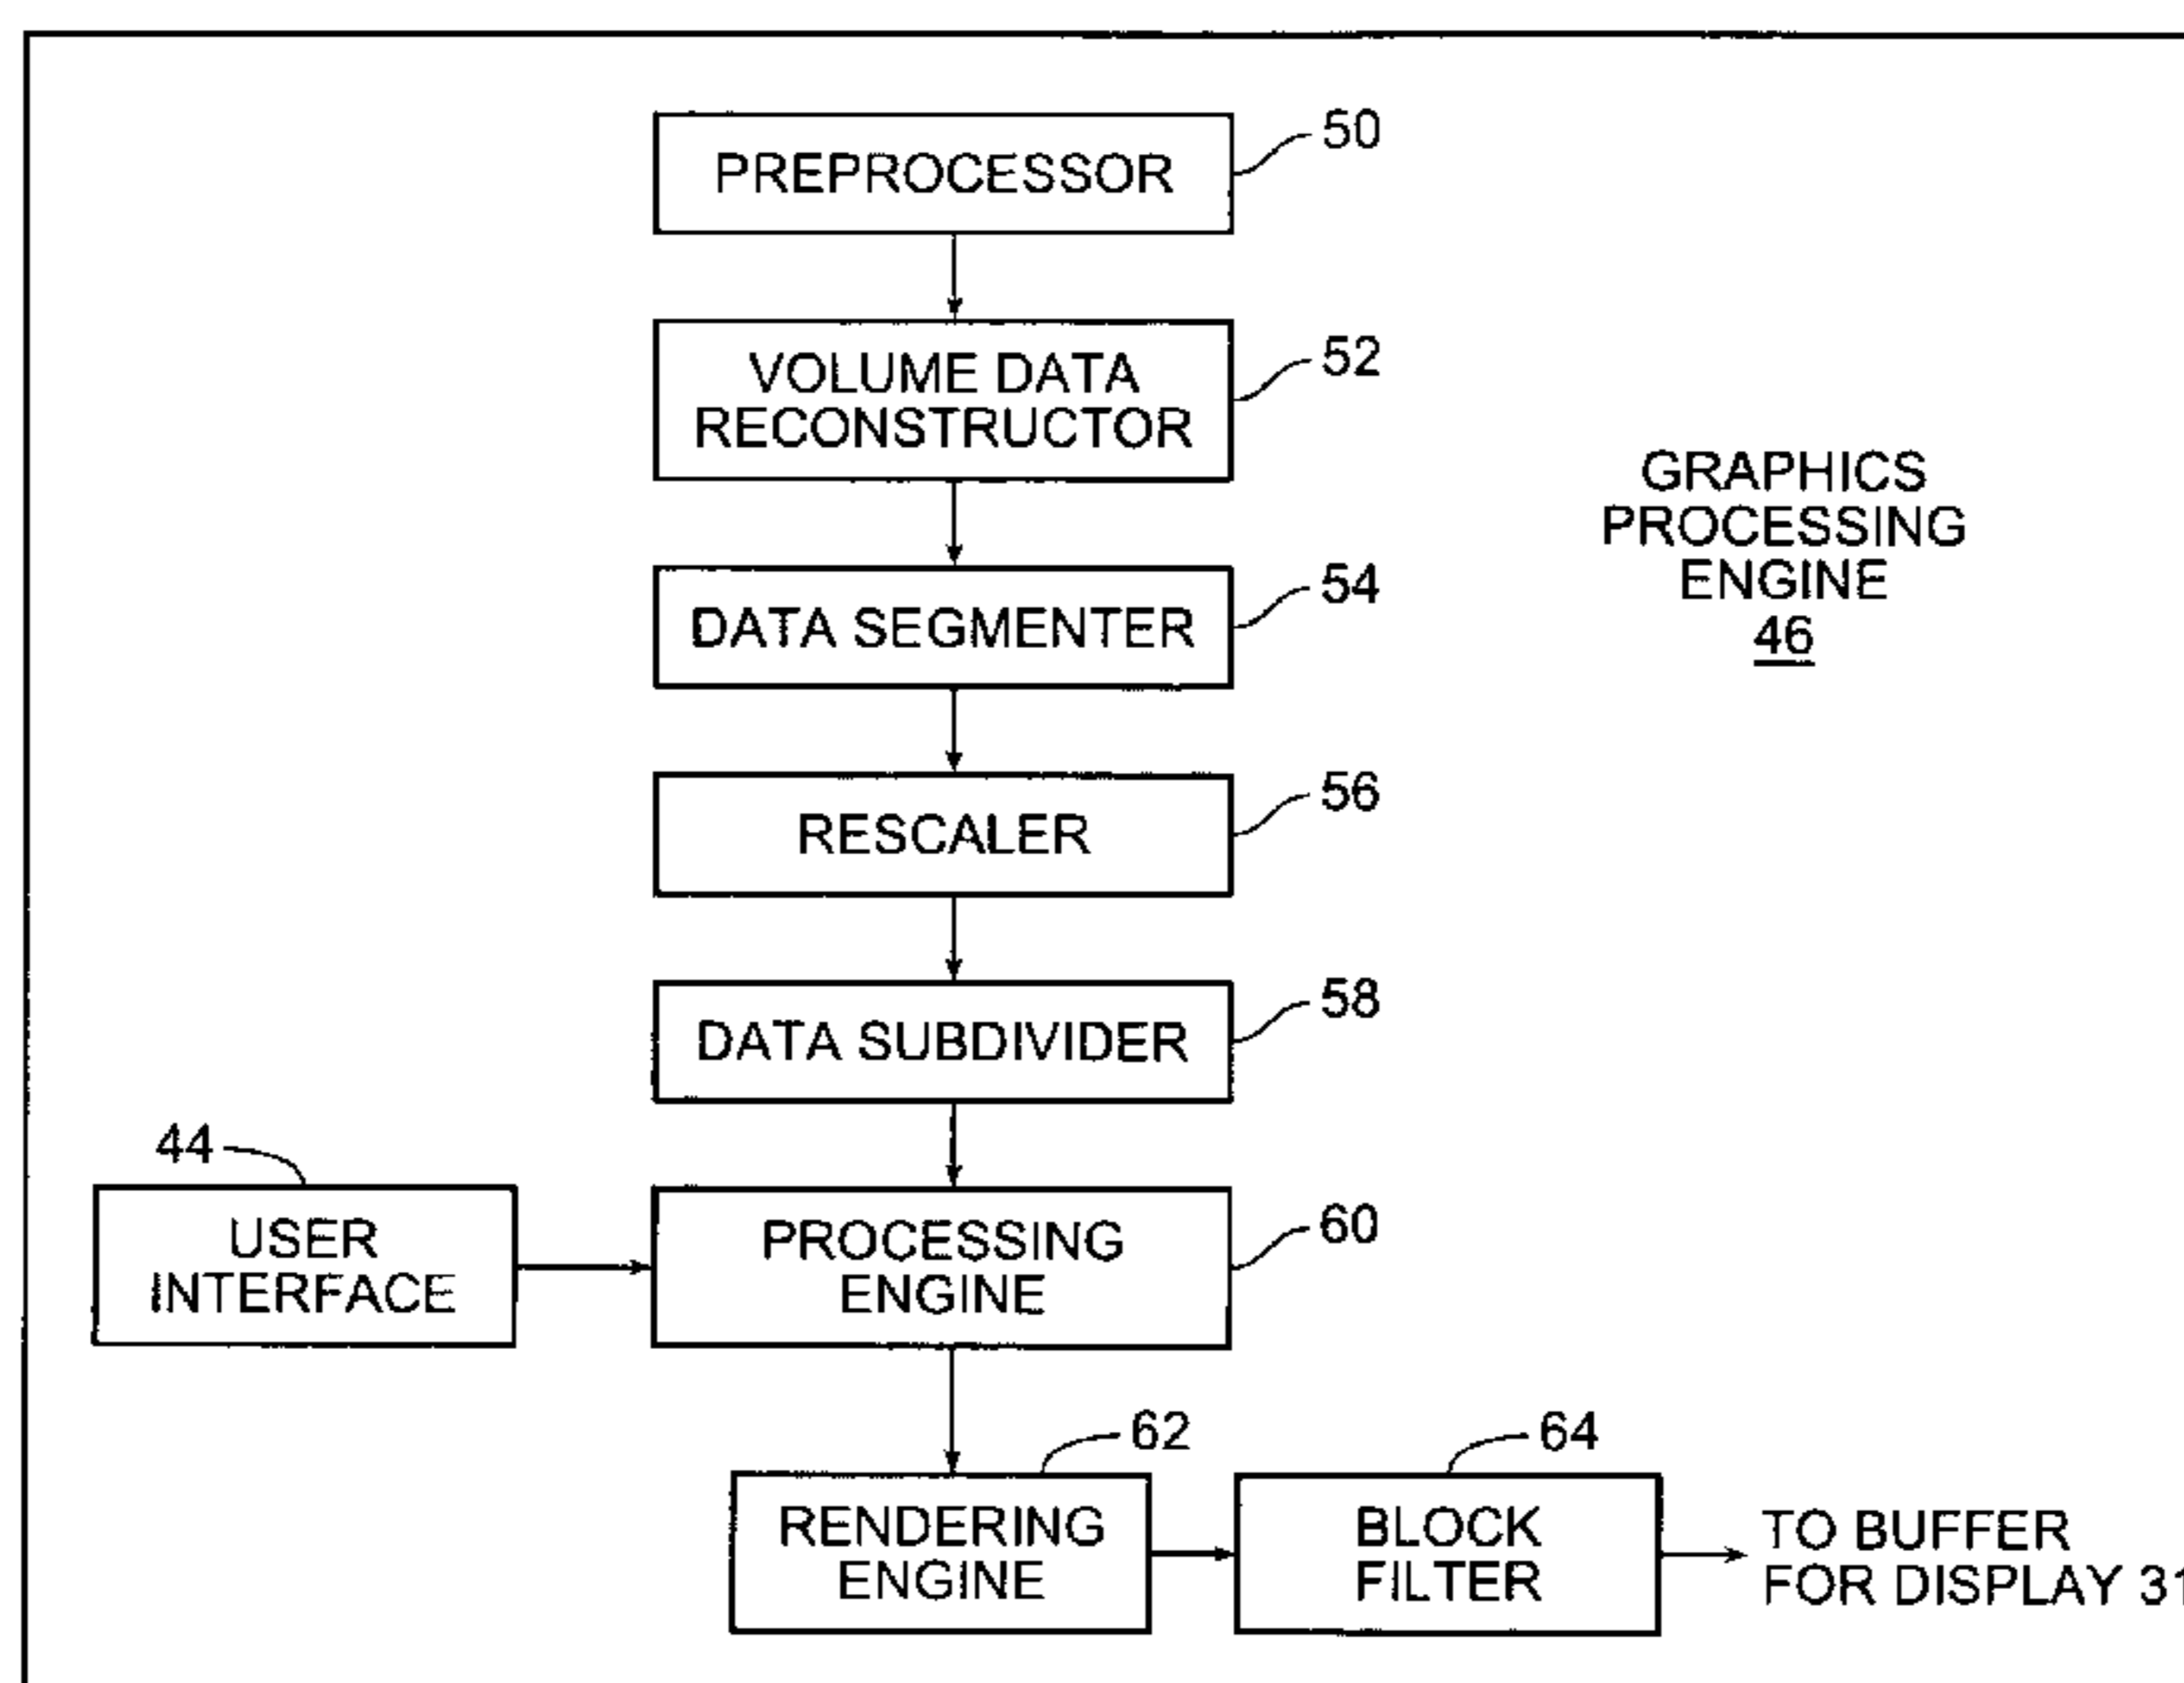 PREPROCESSOR
50
VOLUME DATA
RECONSTRUCTOR
52
GRAPHICS
PROCESSING
ENGINE
46
DATA SEGMENTER
54
RESCALER
56
DATA SUBDIVIDER
58
44
USER
INTERFACE
PROCESSING
ENGINE
60
62
RENDERING
ENGINE
64
BLOCK
FILTER
TO BUFFER
FOR DISPLAY 31